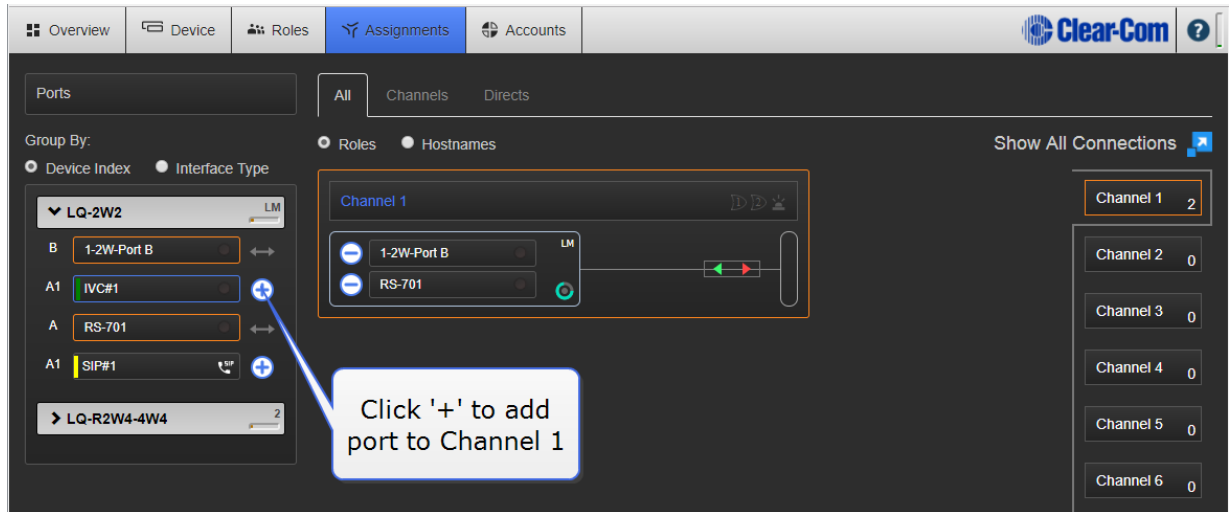 Overview Device Roles Assignments Accounts Clear-Com ?
Ports
All Channels Directs
Group By:
Roles Hostnames
Show All Connections
Device Index Interface Type
LQ-2W2 LM
B 1-2W-Port B
A1 IVC#1
A RS-701
A1 SIP#1 SIP
LQ-R2W4-4W4 2
Channel 1 1 2
1-2W-Port B LM
RS-701
Click '+' to add
port to Channel 1
Channel 1 2
Channel 2 0
Channel 3 0
Channel 4 0
Channel 5 0
Channel 6 0